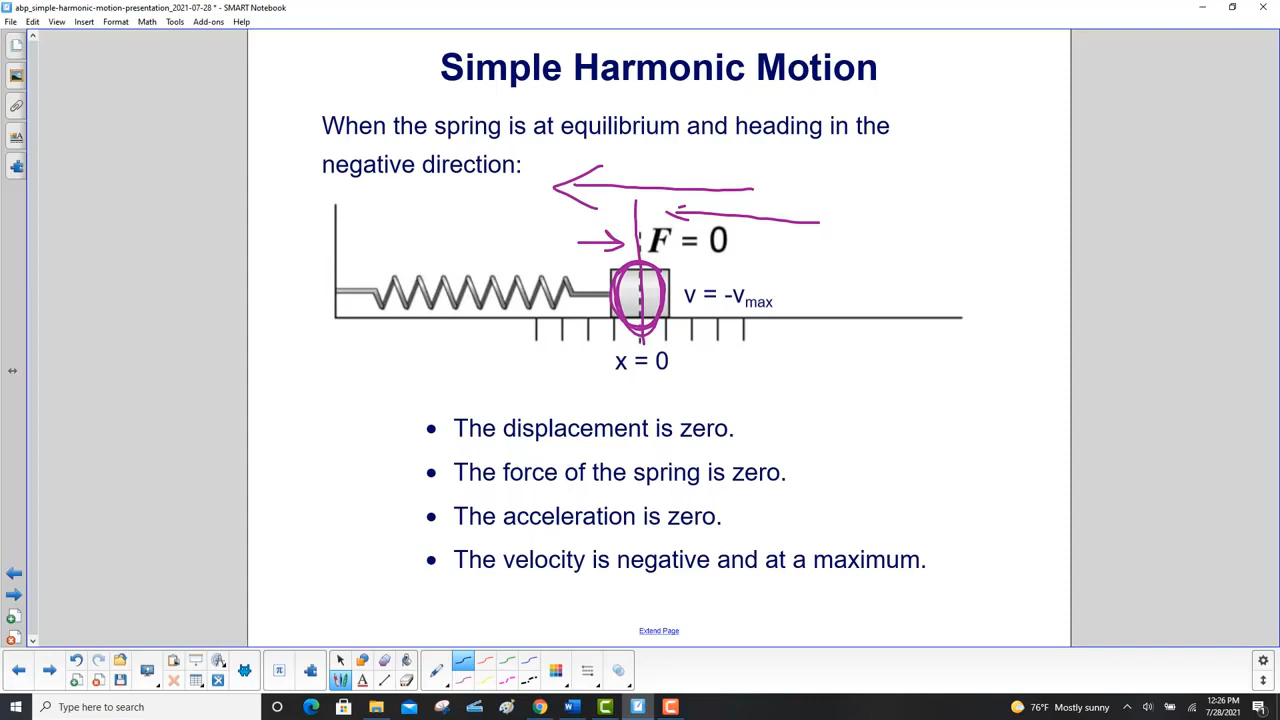 abp_simple-harmonic-motion-presentation_2021-07-28 * - SMART Notebook
File Edit View Insert Format Math Tools Add-ons Help
Simple Harmonic Motion
When the spring is at equilibrium and heading in the
negative direction:
F = 0
v = -vmax
x = 0
• The displacement is zero.
• The force of the spring is zero.
• The acceleration is zero.
• The velocity is negative and at a maximum.
Extend Page
Type here to search
76°F Mostly sunny
12:26 PM
7/28/2021